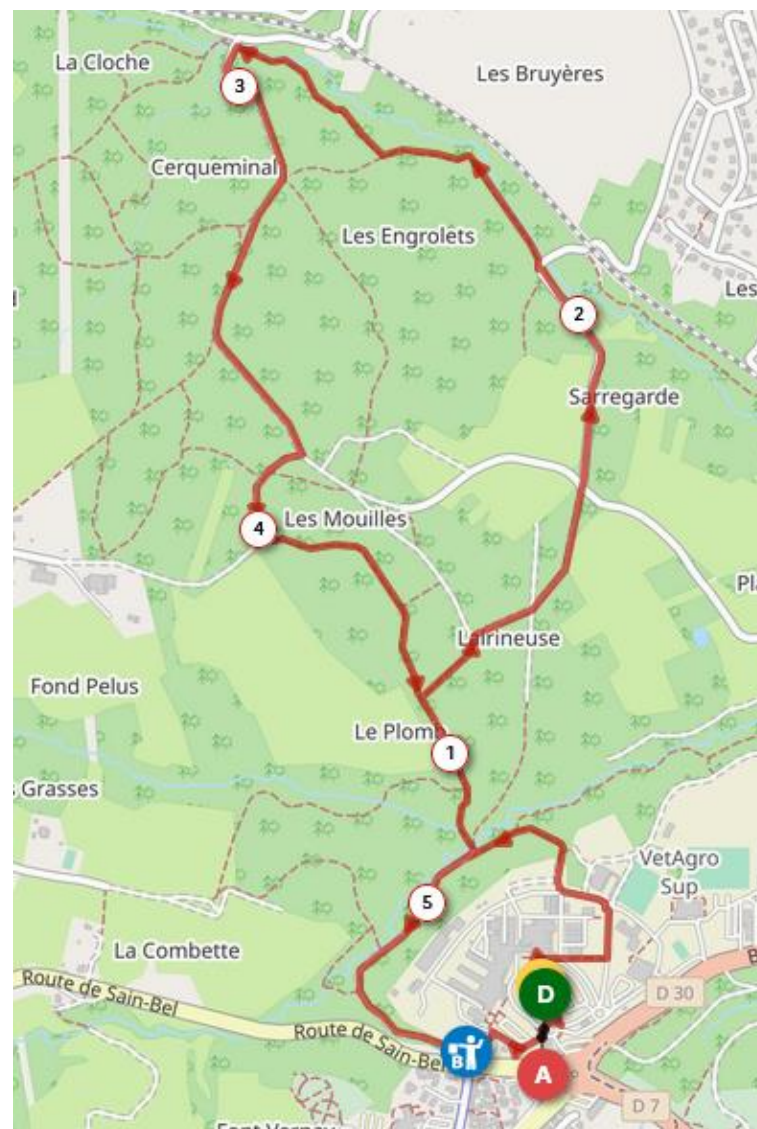 La Cloche
Les Bruyères
3
Cerqueminal
Les Engrolets
Les
2
Sarregarde
4
Les Mouilles
Lairineuse
Fond Pelus
Le Plomb
1
Grasses
VetAgro
Sup
5
La Combette
D
D 30
Route de Sain-Bel
Route de Sain-Bel
B
A
D 7